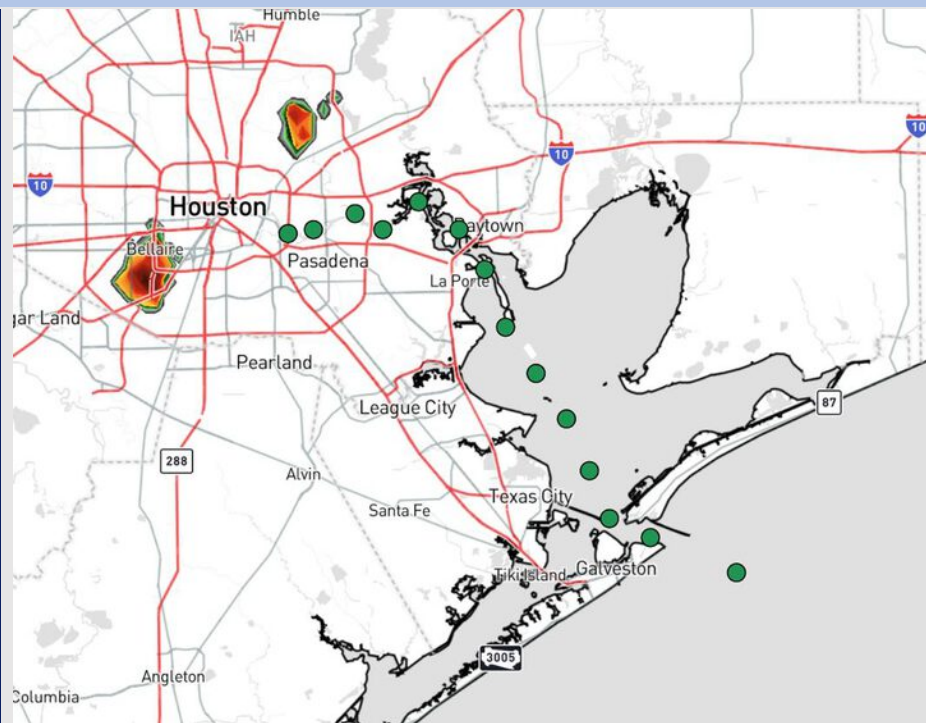 Humble
IAH
10
10
10
Houston
Baytown
Bellaire
Pasadena
La Porte
gar Land
Pearland
87
League City
288
Alvin
Texas City
Santa Fe
Tiki Island
Galveston
3005
Angleton
Columbia